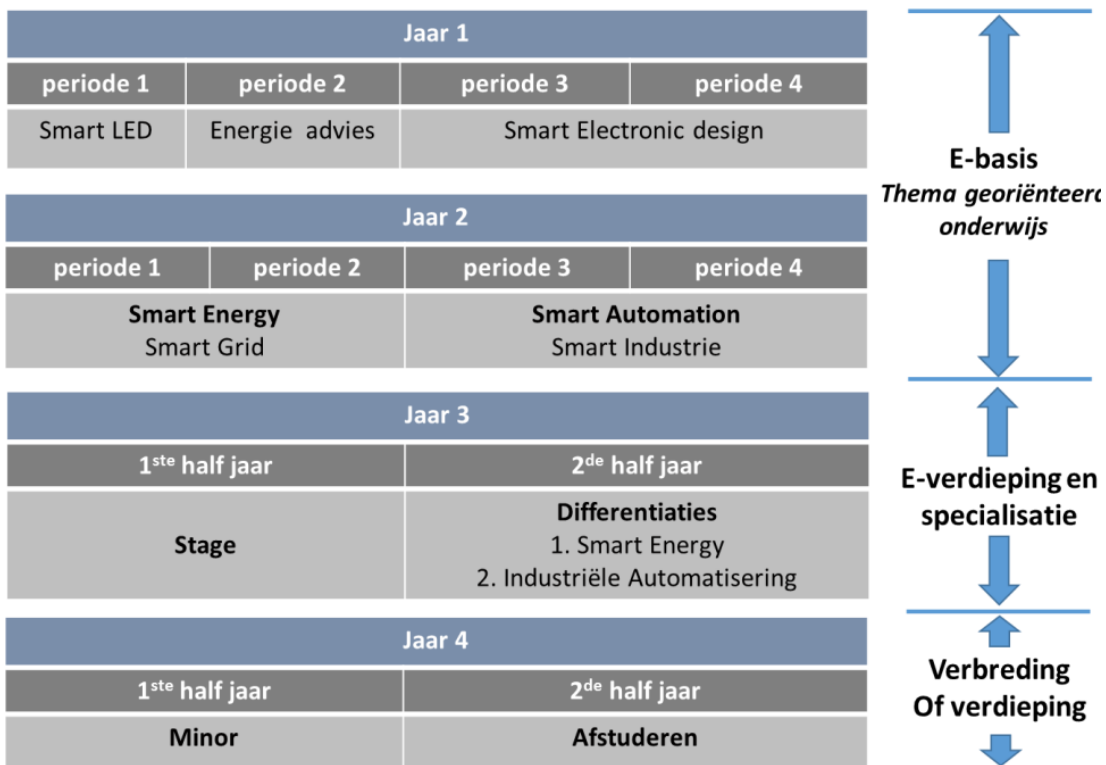 Jaar 1
periode 1 periode 2 periode 3 periode 4
Smart LED Energie advies Smart Electronic design
E-basis
Thema georiënteerd
onderwijs
Jaar 2
periode 1 periode 2 periode 3 periode 4
Smart Energy Smart Automation
Smart Grid Smart Industrie
Jaar 3
1ste half jaar 2de half jaar
Stage
Differentiaties
1. Smart Energy
2. Industriële Automatisering
E-verdieping en
specialisatie
Jaar 4
1ste half jaar 2de half jaar
Minor Afstuderen
Verbreding
Of verdieping